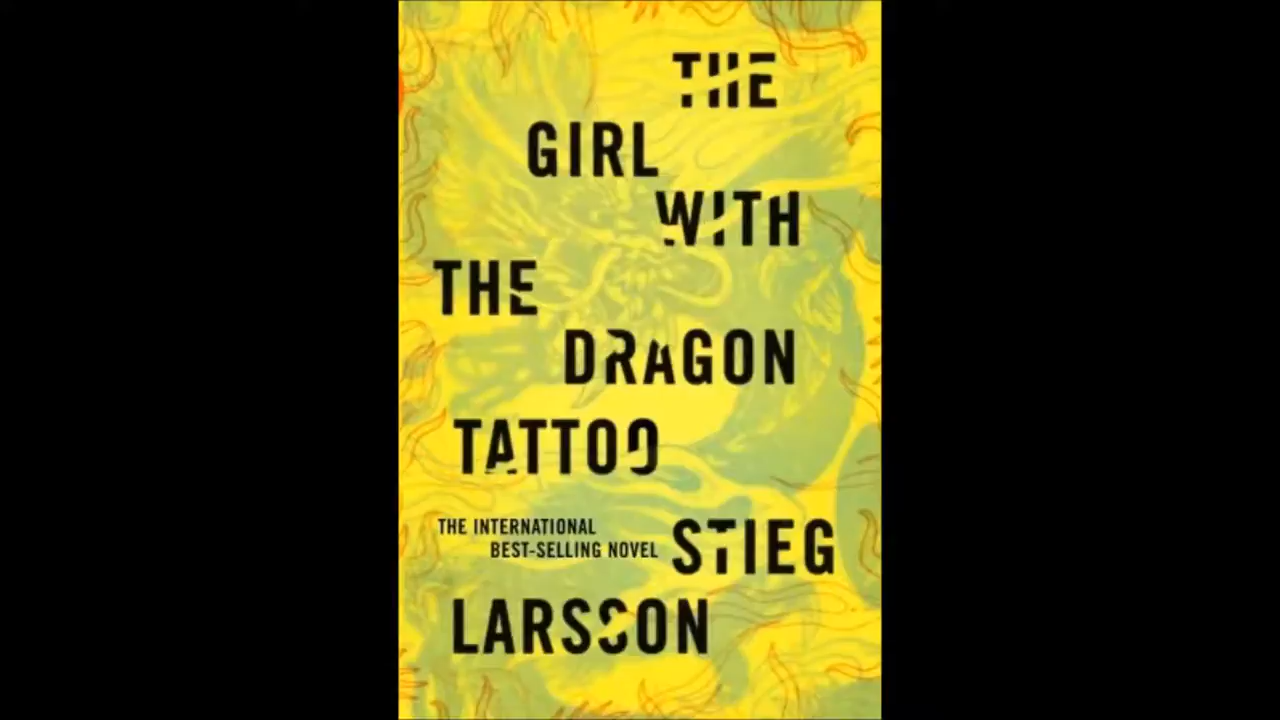 THE
GIRL
WITH
THE
DRAGON
TATTOO
THE INTERNATIONAL
BEST-SELLING NOVEL
STIEG
LARSSON